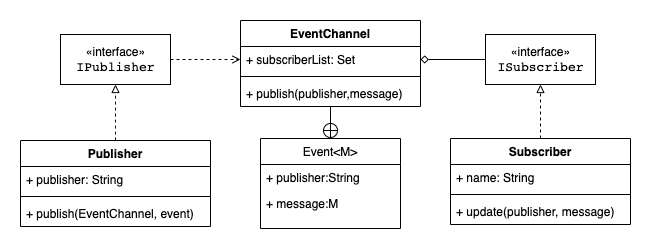 EventChannel
+ subscriberList: Set
+ publish(publisher,message)
«interface»
IPublisher
«interface»
ISubscriber
Publisher
+ publisher: String
+ publish(EventChannel, event)
Event<M>
+ publisher:String
+ message:M
Subscriber
+ name: String
+ update(publisher, message)